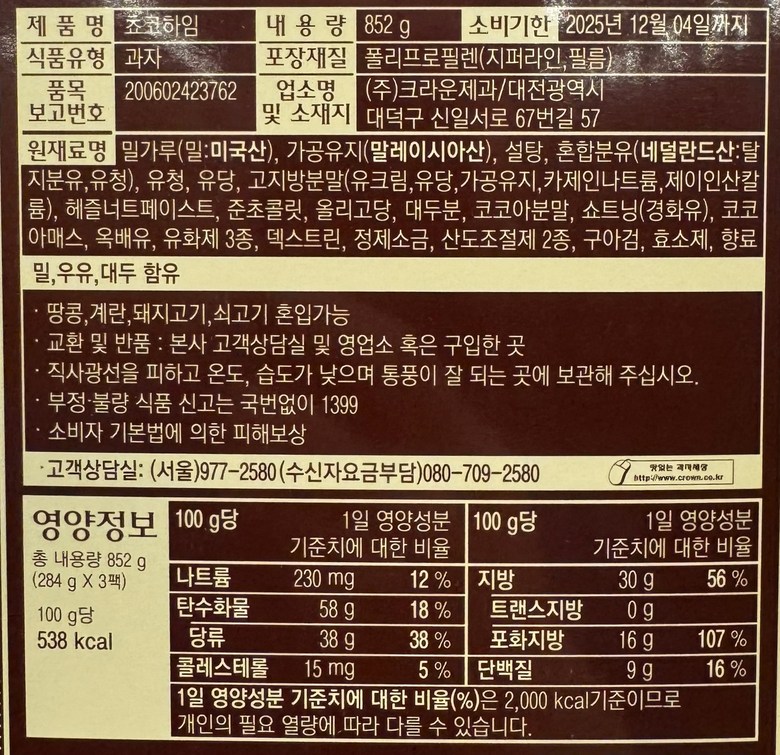 제 품 명 쵸코하임 내 용 량 852 g 소비기한 2025년 12월 04일까지
식품유형 과자 포장재질 폴리프로필렌(지퍼라인,필름)
품목 200602423762 업소명 (주)크라운제과/대전광역시
보고번호 및 소재지 대덕구 신일서로 67번길 57
원재료명 밀가루(밀:미국산), 가공유지(말레이시아산), 설탕, 혼합분유(네덜란드산:탈
지분유,유청), 유청, 유당, 고지방분말(유크림,유당,가공유지,카제인나트륨,제이인산칼
륨), 헤즐너트페이스트, 준초콜릿, 올리고당, 대두분, 코코아분말, 쇼트닝(경화유), 코코
아매스, 옥배유, 유화제 3종, 덱스트린, 정제소금, 산도조절제 2종, 구아검, 효소제, 향료
밀,우유,대두 함유
· 땅콩,계란,돼지고기,쇠고기 혼입가능
· 교환 및 반품 : 본사 고객상담실 및 영업소 혹은 구입한 곳
· 직사광선을 피하고 온도, 습도가 낮으며 통풍이 잘 되는 곳에 보관해 주십시오.
· 부정·불량 식품 신고는 국번없이 1399
· 소비자 기본법에 의한 피해보상
·고객상담실: (서울)977-2580(수신자요금부담)080-709-2580
맛있는 과자세상
http://www.crown.co.kr
영양정보
총 내용량 852 g
(284 g X 3팩)
100 g당
538 kcal
100 g당 1일 영양성분
기준치에 대한 비율
나트륨 230 mg 12 %
탄수화물 58 g 18 %
당류 38 g 38 %
콜레스테롤 15 mg 5 %
100 g당 1일 영양성분
기준치에 대한 비율
지방 30 g 56 %
트랜스지방 0 g
포화지방 16 g 107 %
단백질 9 g 16 %
1일 영양성분 기준치에 대한 비율(%)은 2,000 kcal기준이므로
개인의 필요 열량에 따라 다를 수 있습니다.